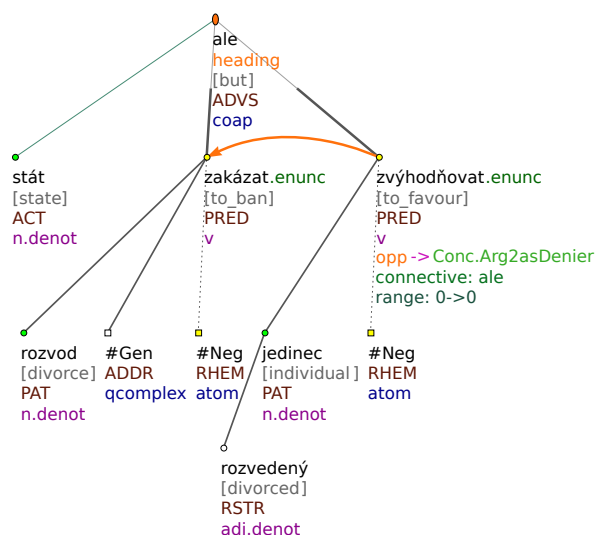 ale
heading
[but]
ADVS
coap
stát
[state]
ACT
n.denot
zakázat.enunc
[to_ban]
PRED
v
zvýhodňovat.enunc
[to_favour]
PRED
v
opp -> Conc.Arg2asDenier
connective: ale
range: 0->0
rozvod
[divorce]
PAT
n.denot
#Gen
ADDR
qcomplex
#Neg
RHEM
atom
jedinec
[individual]
PAT
n.denot
#Neg
RHEM
atom
rozvedený
[divorced]
RSTR
adj.denot